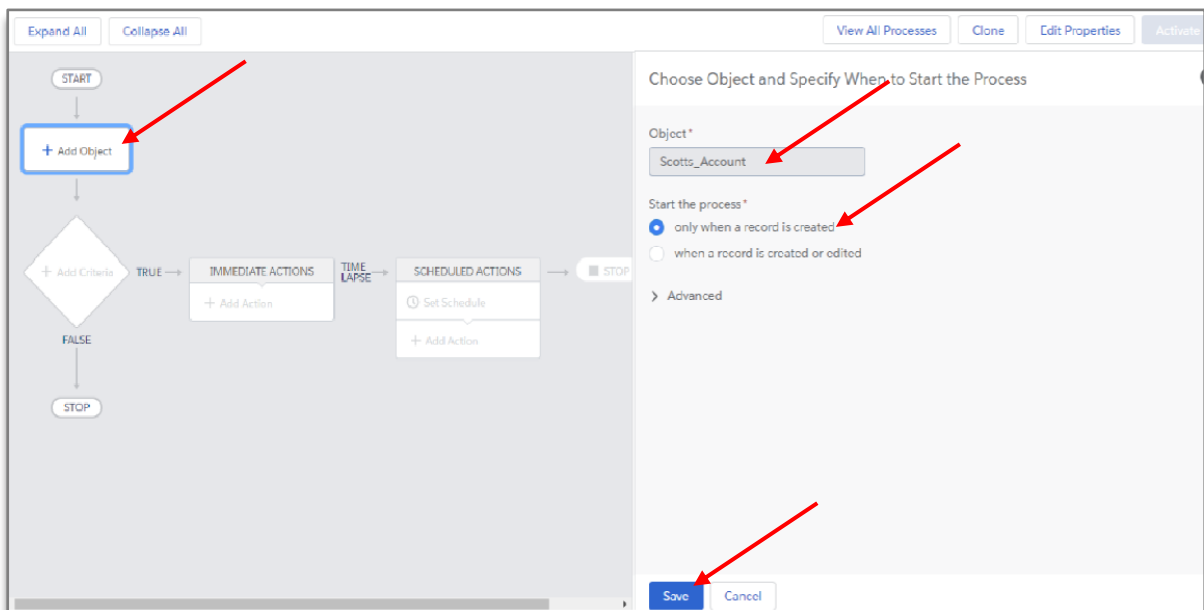 Expand All Collapse All View All Processes Clone Edit Properties Activate
START
+ Add Object
+ Add Criteria
TRUE
IMMEDIATE ACTIONS
+ Add Action
TIME
LAPSE
SCHEDULED ACTIONS
Set Schedule
+ Add Action
STOP
FALSE
STOP
Choose Object and Specify When to Start the Process
Object*
Scotts_Account
Start the process*
only when a record is created
when a record is created or edited
Advanced
Save Cancel